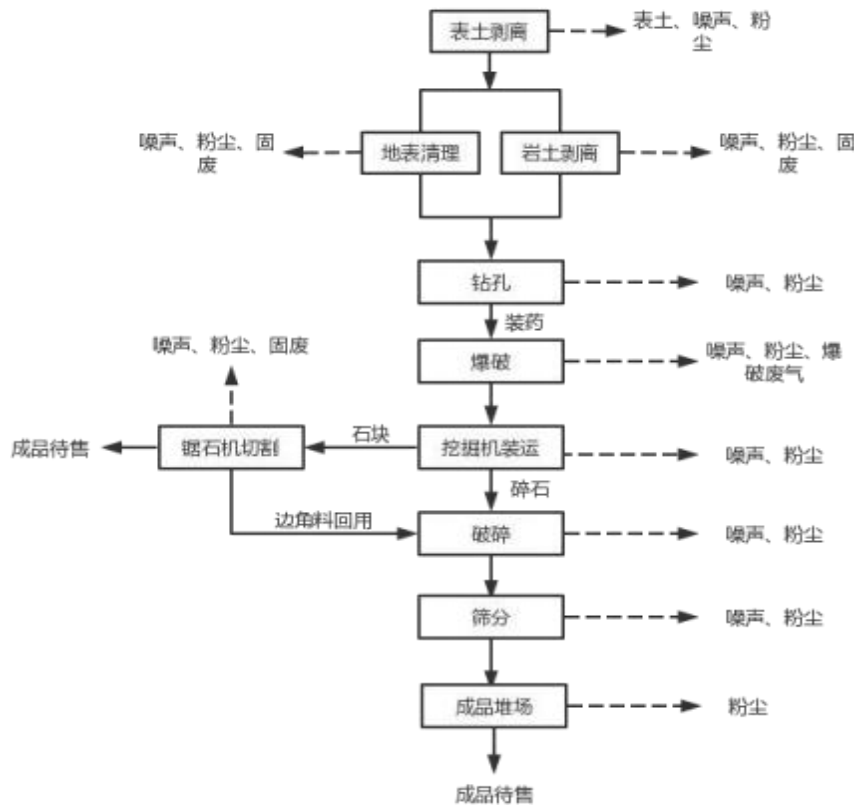 表土剥离
表土、噪声、粉
尘
噪声、粉尘、固
废
地表清理
岩土剥离
噪声、粉尘、固
废
钻孔
噪声、粉尘
装药
噪声、粉尘、固废
爆破
噪声、粉尘、爆
破废气
成品待售
锯石机切割
石块
挖掘机装运
噪声、粉尘
碎石
边角料回用
破碎
噪声、粉尘
筛分
噪声、粉尘
成品堆场
粉尘
成品待售